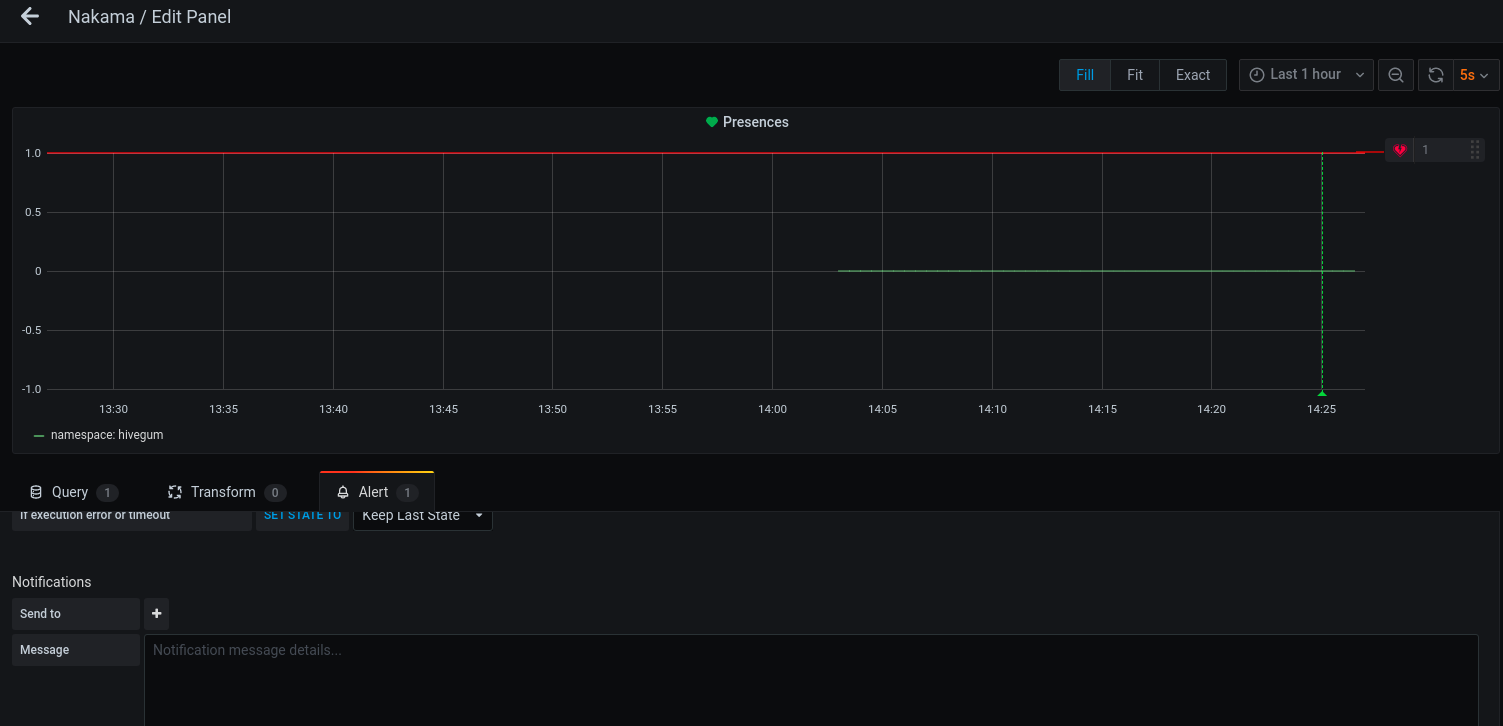 Nakama / Edit Panel
Fill Fit Exact Last 1 hour 5s
Presences
1.0
1
0.5
0
-0.5
-1.0
13:30 13:35 13:40 13:45 13:50 13:55 14:00 14:05 14:10 14:15 14:20 14:25
namespace: hivegum
Query 1 Transform 0 Alert 1
If execution error or timeout SET STATE TO Keep Last State
Notifications
Send to +
Message Notification message details...